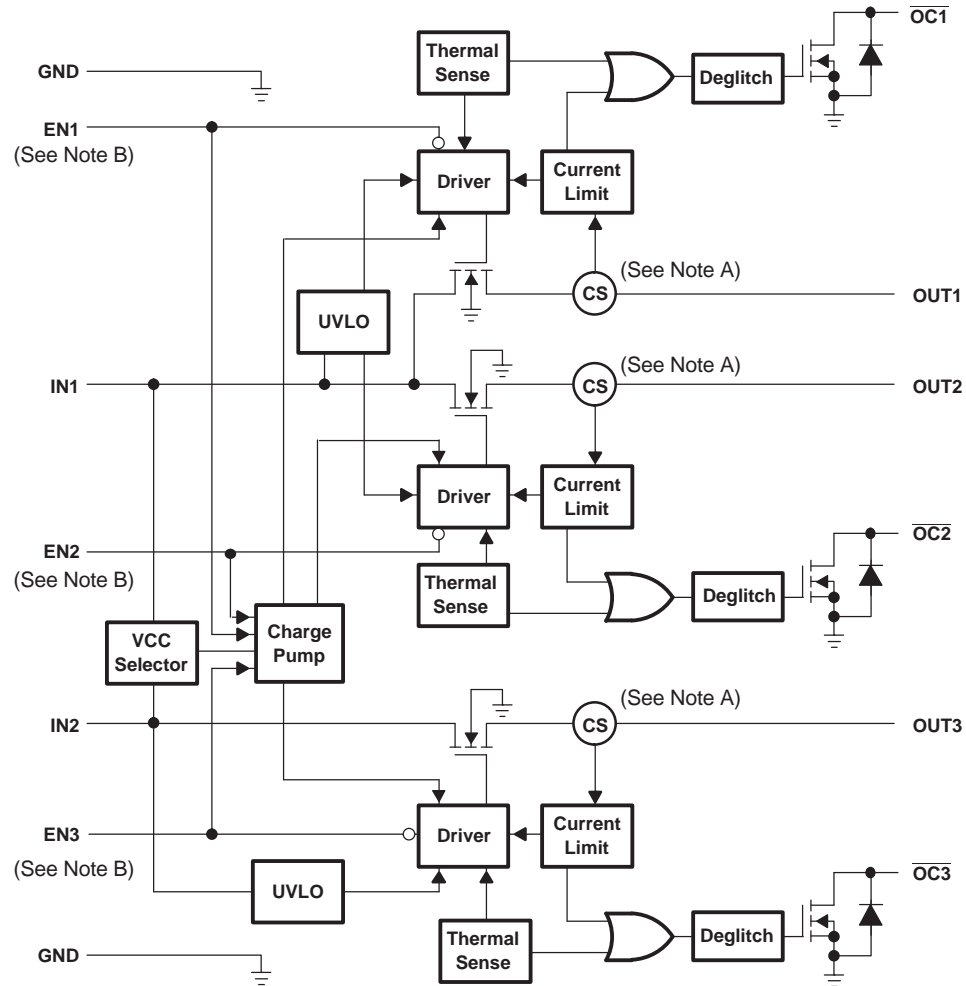 OC1
Thermal
Sense
Deglitch
GND
EN1
(See Note B)
Driver
Current
Limit
(See Note A)
CS
OUT1
UVLO
(See Note A)
IN1
CS
OUT2
Driver
Current
Limit
EN2
(See Note B)
OC2
Thermal
Sense
Deglitch
VCC
Selector
Charge
Pump
(See Note A)
IN2
CS
OUT3
EN3
(See Note B)
Driver
Current
Limit
UVLO
OC3
Thermal
Sense
Deglitch
GND